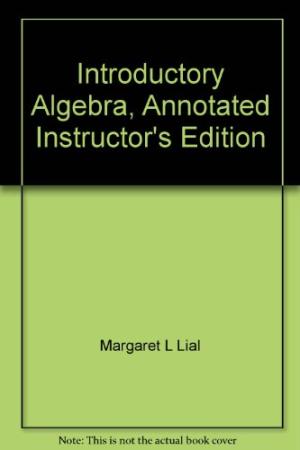 Introductory
Algebra, Annotated
Instructor's Edition
Margaret L Lial
Note: This is not the actual book cover